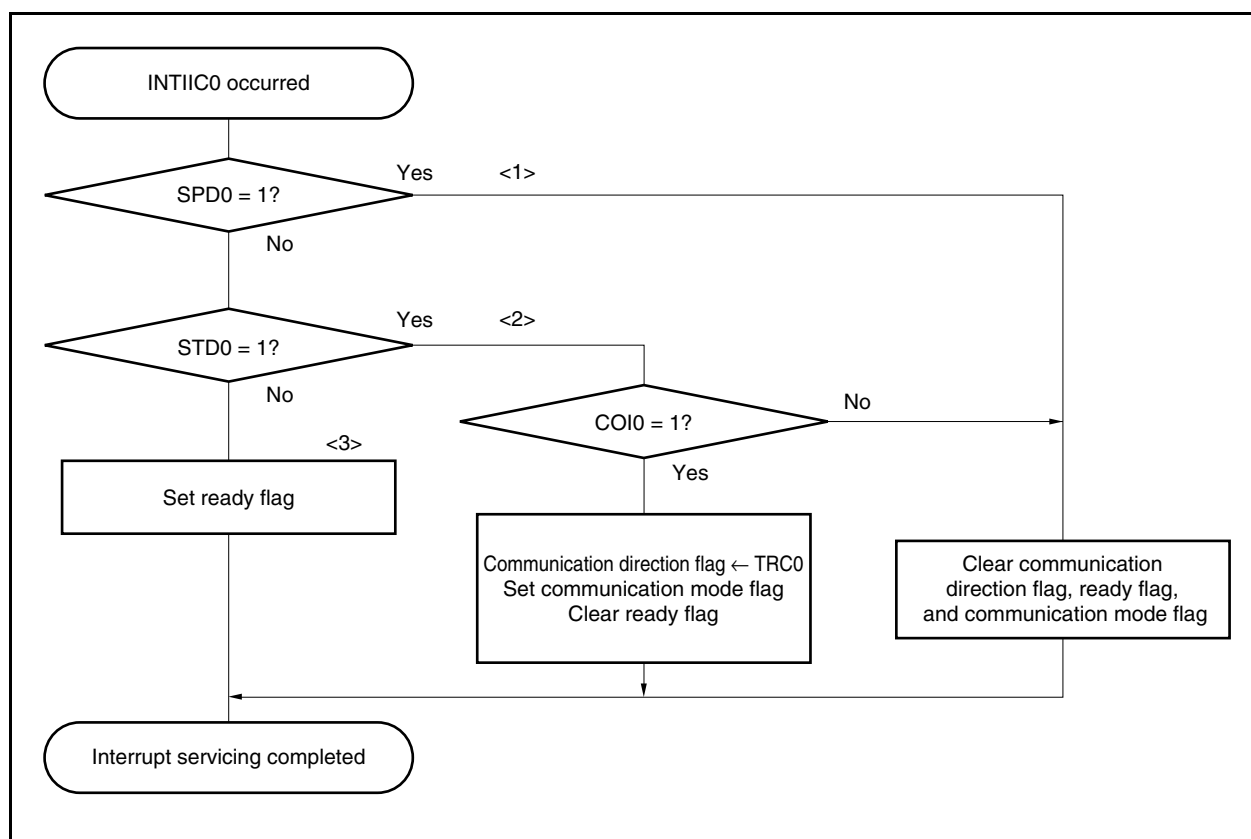 INTIIC0 occurred
Yes
<1>
SPD0 = 1?
No
Yes
<2>
STD0 = 1?
No
COI0 = 1?
No
Yes
<3>
Set ready flag
Communication direction flag ← TRC0
Set communication mode flag
Clear ready flag
Clear communication
direction flag, ready flag,
and communication mode flag
Interrupt servicing completed